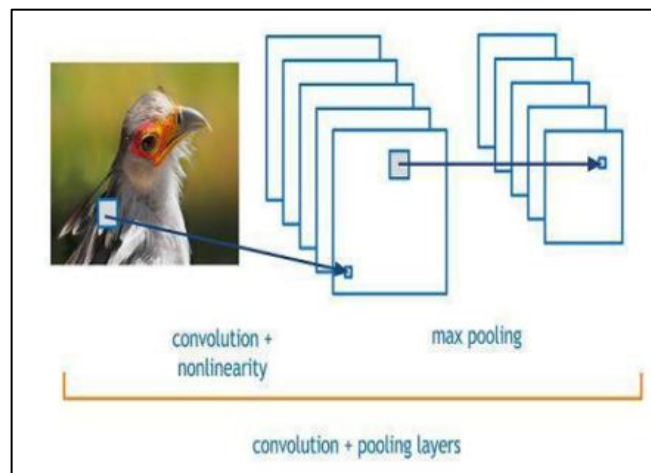 convolution +
nonlinearity
max pooling
convolution + pooling layers